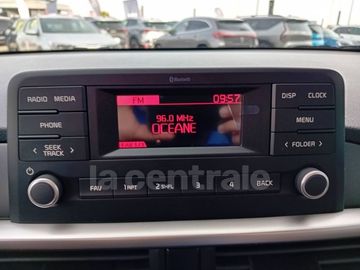 Bluetooth
FM 09:57
RADIO MEDIA
DISP CLOCK
96.0 MHz
PHONE
OCEANE
MENU
SEEK TRACK
FOLDER
la centrale
FAV 1 RPT 2 SHFL 3 4 BACK